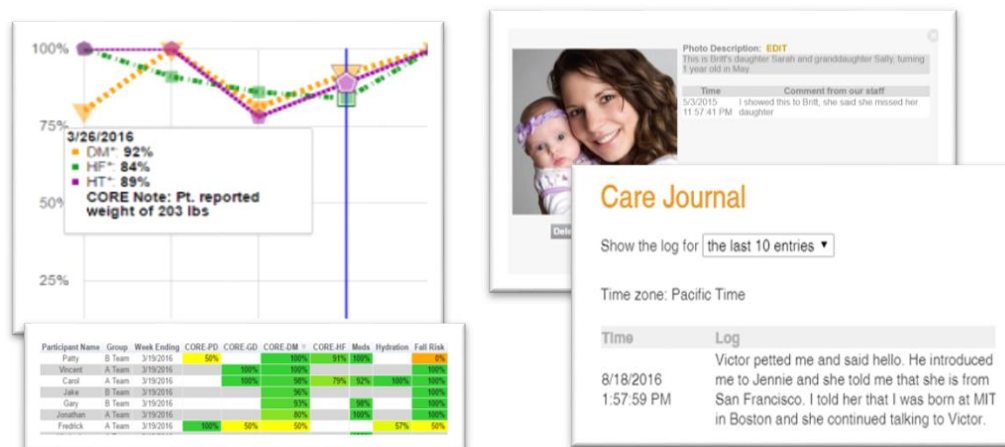 100%
75%
50%
25%
3/26/2016
DM*: 92%
HF*: 84%
HT*: 89%
CORE Note: Pt. reported
weight of 203 lbs
Participant Name Group Week Ending CORE-PD CORE-GD CORE-DM ▼ CORE-HF Meds Hydration Fall Risk
Patty B Team 3/19/2016 50% 100% 91% 100% 0%
Vincent A Team 3/19/2016 100% 100% 100%
Carol A Team 3/19/2016 100% 98% 79% 92% 100% 100%
Jake B Team 3/19/2016 96% 100%
Gary B Team 3/19/2016 93% 98% 100%
Jonathan A Team 3/19/2016 80% 100% 100%
Fredrick A Team 3/19/2016 100% 50% 50% 57% 50%
Photo Description: EDIT
This is Britt's daughter Sarah and granddaughter Sally, turning
1 year old in May.
Time Comment from our staff
5/3/2015 I showed this to Britt, she said she missed her
11:57:41 PM daughter
Care Journal
Show the log for the last 10 entries ▼
Time zone: Pacific Time
Time Log
Victor petted me and said hello. He introduced
8/18/2016 me to Jennie and she told me that she is from
1:57:59 PM San Francisco. I told her that I was born at MIT
in Boston and she continued talking to Victor.